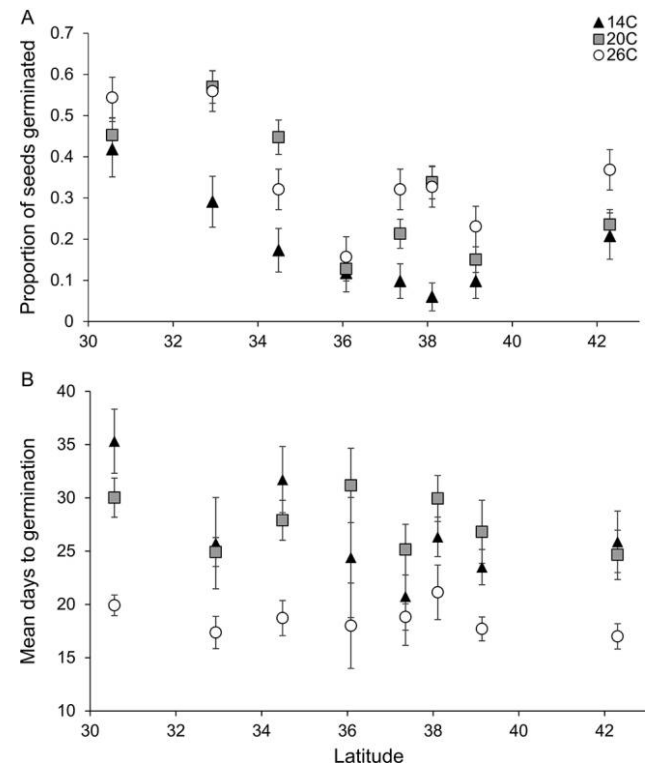 A
14C
20C
26C
Proportion of seeds germinated
0.7
0.6
0.5
0.4
0.3
0.2
0.1
0
30 32 34 36 38 40 42
B
Mean days to germination
40
35
30
25
20
15
10
30 32 34 36 38 40 42
Latitude